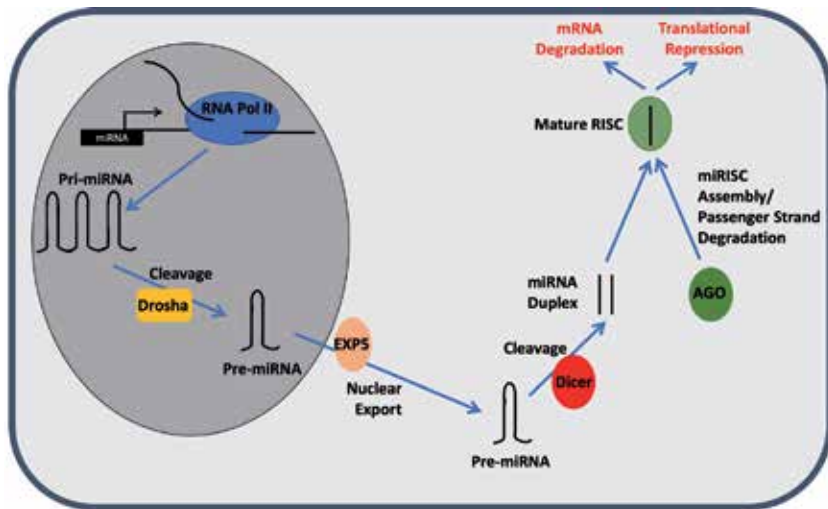 mRNA
Degradation
Translational
Repression
RNA Pol II
mRNA
Mature RISC
Pri-miRNA
miRISC
Assembly/
Passenger Strand
Degradation
Cleavage
Drosha
miRNA
Duplex
AGO
Pre-miRNA
EXP5
Nuclear
Export
Cleavage
Dicer
Pre-miRNA